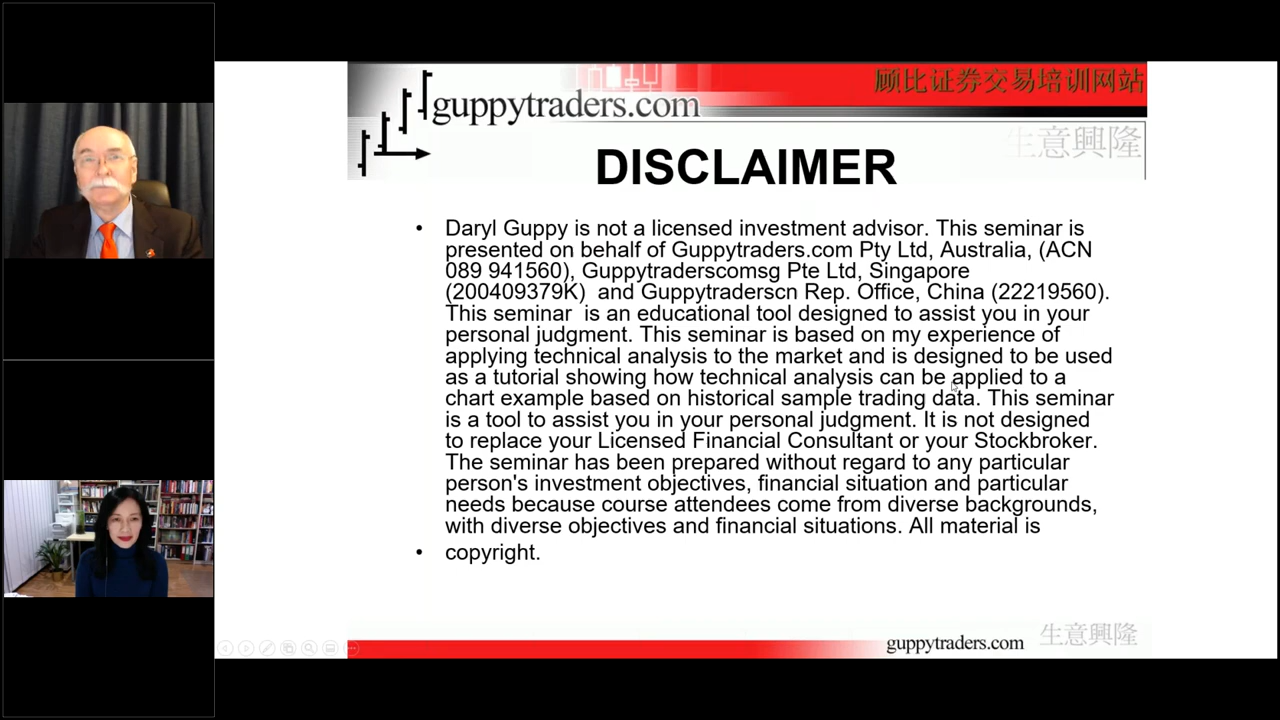 guppytraders.com
顾比证券交易培训网站
生意興隆
DISCLAIMER
• Daryl Guppy is not a licensed investment advisor. This seminar is
presented on behalf of Guppytraders.com Pty Ltd, Australia, (ACN
089 941560), Guppytraderscomsg Pte Ltd, Singapore
(200409379K)  and Guppytraderscn Rep. Office, China (22219560).
This seminar  is an educational tool designed to assist you in your
personal judgment. This seminar is based on my experience of
applying technical analysis to the market and is designed to be used
as a tutorial showing how technical analysis can be applied to a
chart example based on historical sample trading data. This seminar
is a tool to assist you in your personal judgment. It is not designed
to replace your Licensed Financial Consultant or your Stockbroker.
The seminar has been prepared without regard to any particular
person's investment objectives, financial situation and particular
needs because course attendees come from diverse backgrounds,
with diverse objectives and financial situations. All material is
• copyright.
guppytraders.com
生意興隆